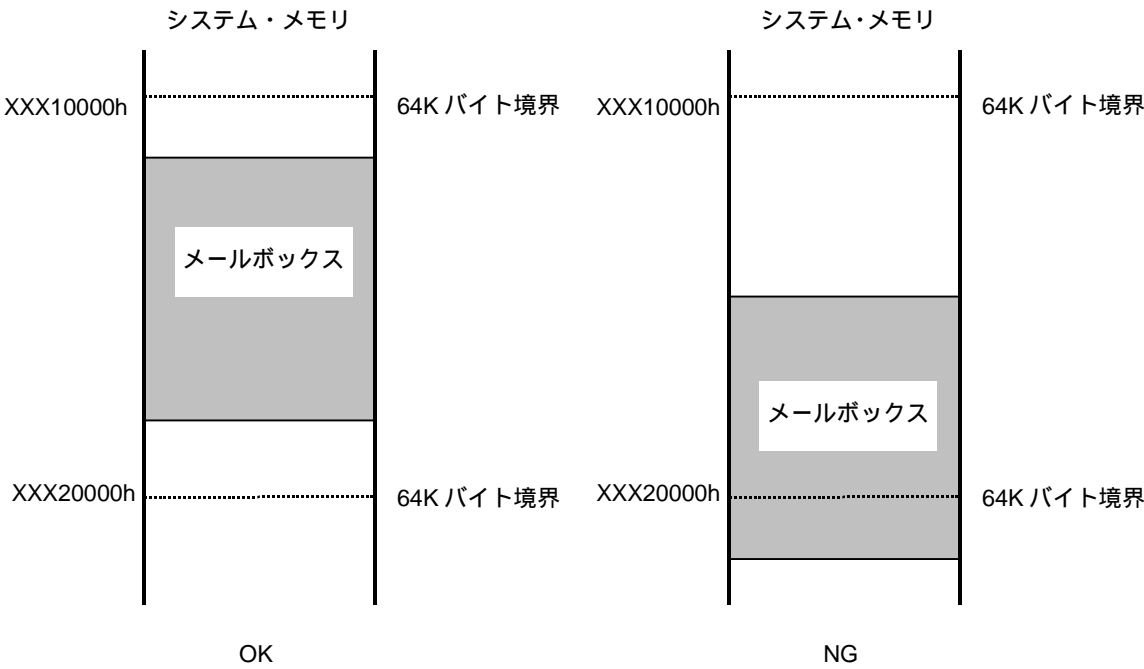 システム・メモリ
XXX10000h
64K バイト境界
メールボックス
XXX20000h
64K バイト境界
OK
システム・メモリ
XXX10000h
64K バイト境界
メールボックス
XXX20000h
64K バイト境界
NG